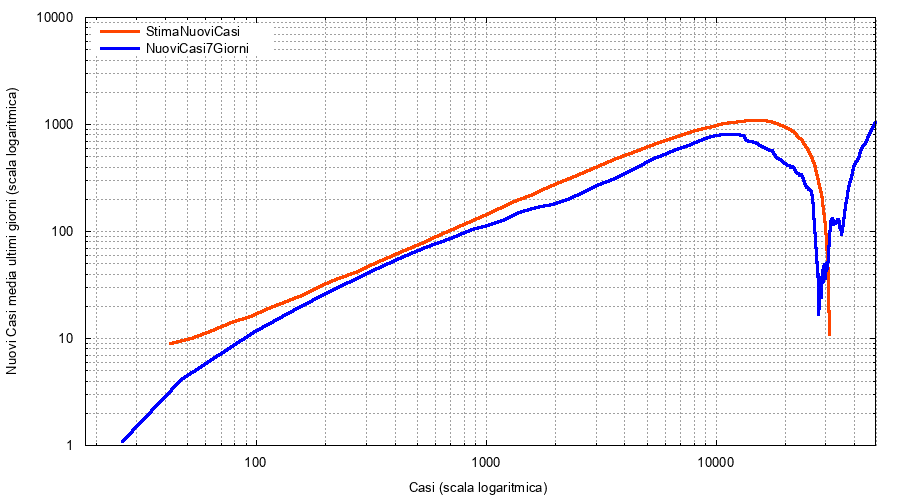 10000
1000
100
10
1
StimaNuoviCasi
NuoviCasi7Giorni
Nuovi Casi media ultimi giorni (scala logaritmica)
100
1000
10000
Casi (scala logaritmica)